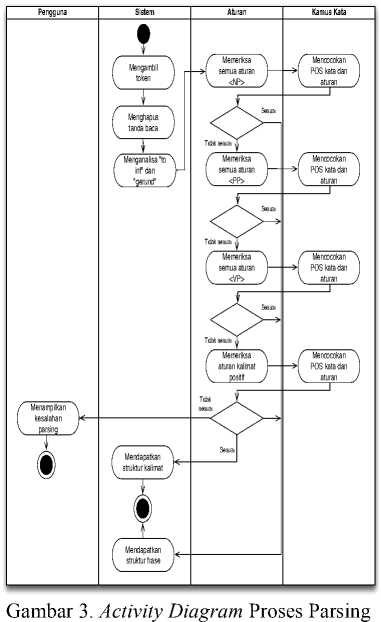 Pengguna
Sistem
Aturan
Kamus Kata
Mengambil
token
Menghapus
tanda baca
Menganalisa "to
inf" dan
"gerund"
Memeriksa
semua aturan
<NP>
Mencocokan
POS kata dan
aturan
Sesuai
Tidak sesuai
Memeriksa
semua aturan
<PP>
Mencocokan
POS kata dan
aturan
Sesuai
Tidak sesuai
Memeriksa
semua aturan
<VP>
Mencocokan
POS kata dan
aturan
Sesuai
Tidak sesuai
Memeriksa
aturan kalimat
positif
Mencocokan
POS kata dan
aturan
Tidak
sesuai
Sesuai
Menampilkan
kesalahan
parsing
Mendapatkan
struktur kalimat
Mendapatkan
struktur frase
Gambar 3. Activity Diagram Proses Parsing